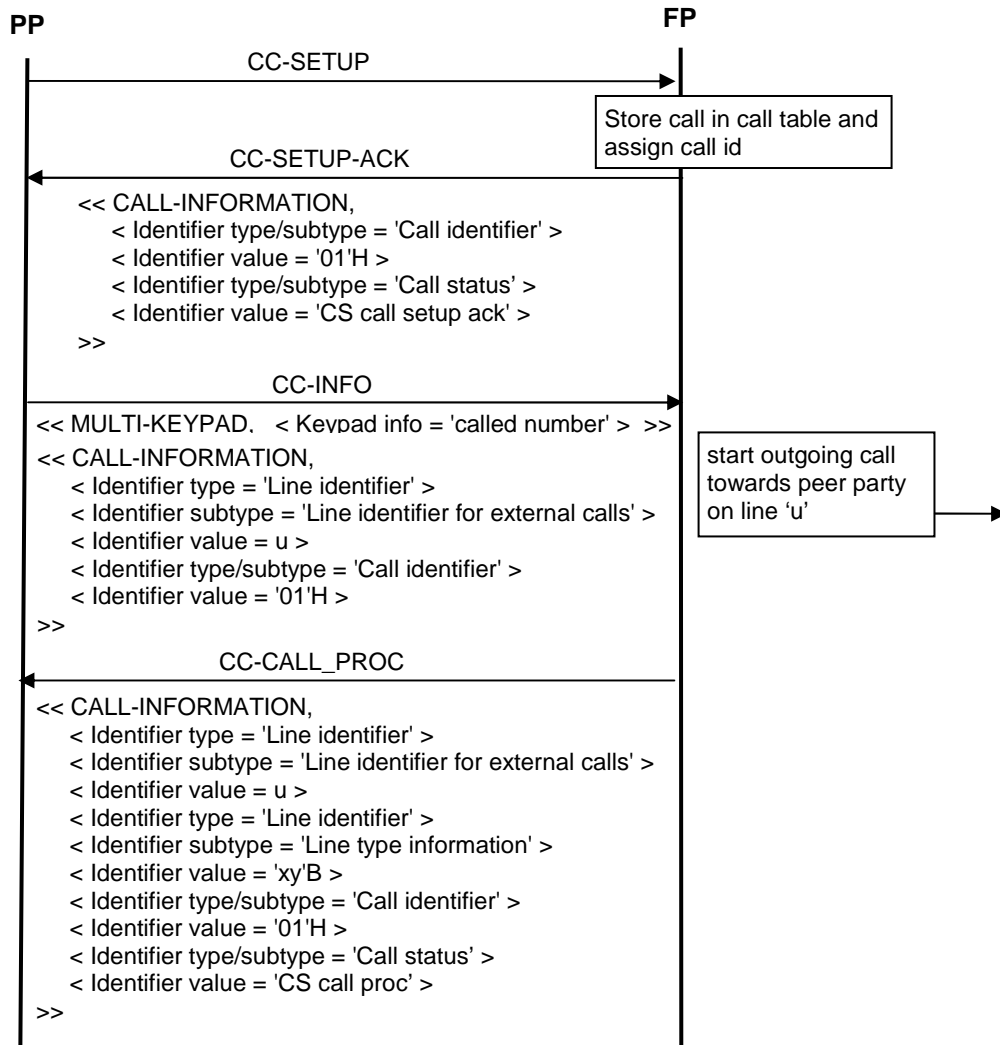 PP
FP
CC-SETUP
Store call in call table and
assign call id
CC-SETUP-ACK
<< CALL-INFORMATION,
< Identifier type/subtype = 'Call identifier' >
< Identifier value = '01'H >
< Identifier type/subtype = 'Call status’ >
< Identifier value = 'CS call setup ack' >
>>
CC-INFO
<< MULTI-KEYPAD, < Keypad info = 'called number' > >>
<< CALL-INFORMATION,
< Identifier type = 'Line identifier' >
< Identifier subtype = 'Line identifier for external calls' >
< Identifier value = u >
< Identifier type/subtype = 'Call identifier' >
< Identifier value = '01'H >
>>
start outgoing call
towards peer party
on line ‘u’
CC-CALL_PROC
<< CALL-INFORMATION,
< Identifier type = 'Line identifier' >
< Identifier subtype = 'Line identifier for external calls' >
< Identifier value = u >
< Identifier type = 'Line identifier' >
< Identifier subtype = 'Line type information' >
< Identifier value = 'xy'B >
< Identifier type/subtype = 'Call identifier' >
< Identifier value = '01'H >
< Identifier type/subtype = 'Call status’ >
< Identifier value = 'CS call proc’ >
>>